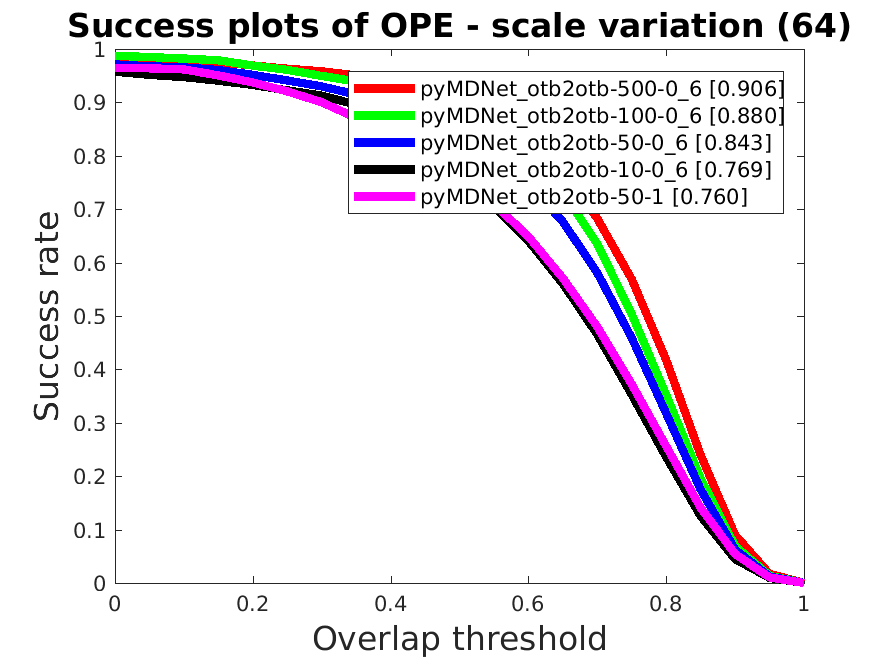 Success plots of OPE - scale variation (64)
1
0.9
0.8
0.7
0.6
0.5
0.4
0.3
0.2
0.1
0
Success rate
pyMDNet_otb2otb-500-0_6 [0.906]
pyMDNet_otb2otb-100-0_6 [0.880]
pyMDNet_otb2otb-50-0_6 [0.843]
pyMDNet_otb2otb-10-0_6 [0.769]
pyMDNet_otb2otb-50-1 [0.760]
0 0.2 0.4 0.6 0.8 1
Overlap threshold